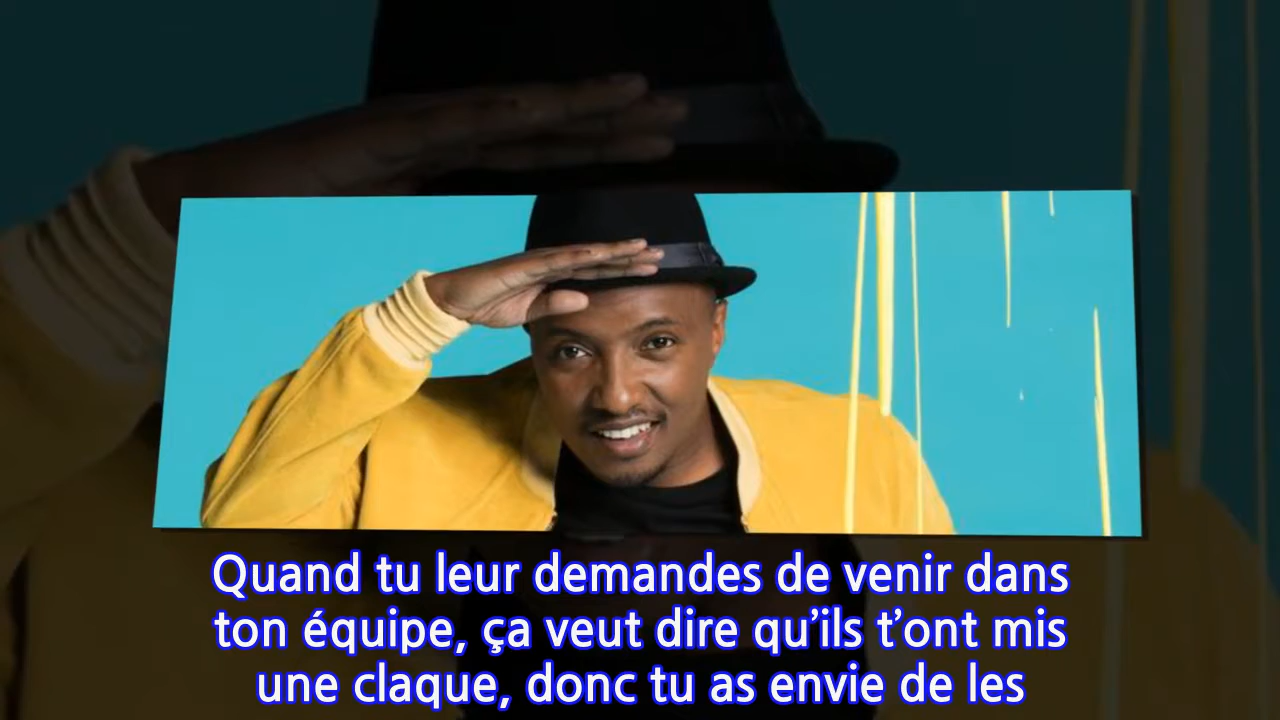 Quand tu leur demandes de venir dans
ton équipe, ça veut dire qu’ils t’ont mis
une claque, donc tu as envie de les